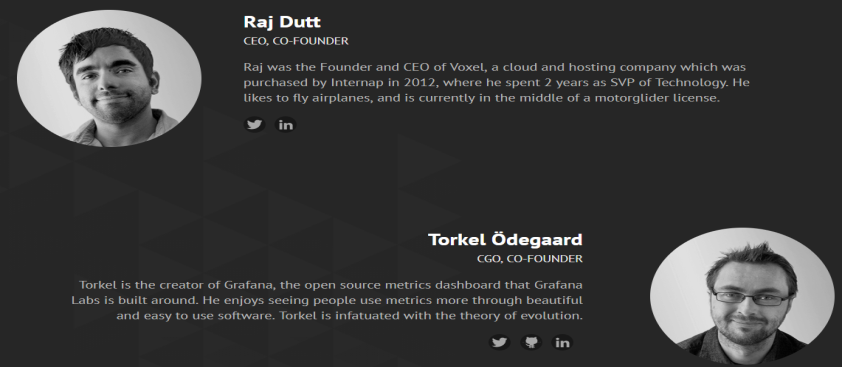 Raj Dutt
CEO, CO-FOUNDER
Raj was the Founder and CEO of Voxel, a cloud and hosting company which was
purchased by Internap in 2012, where he spent 2 years as SVP of Technology. He
likes to fly airplanes, and is currently in the middle of a motorglider license.
in
Torkel Ödegaard
CGO, CO-FOUNDER
Torkel is the creator of Grafana, the open source metrics dashboard that Grafana
Labs is built around. He enjoys seeing people use metrics more through beautiful
and easy to use software. Torkel is infatuated with the theory of evolution.
in